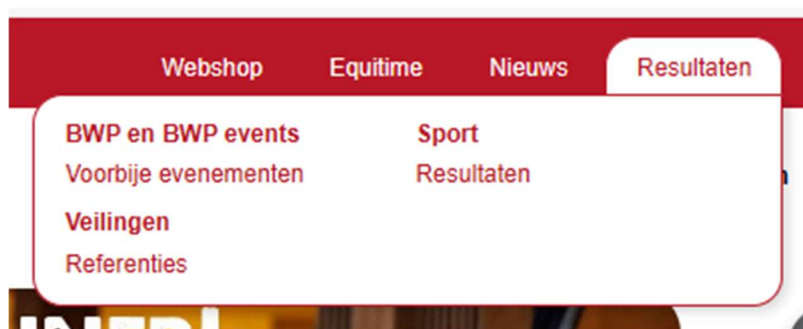 Webshop Equitime Nieuws Resultaten
BWP en BWP events
Voorbije evenementen
Veilingen
Referenties
Sport
Resultaten